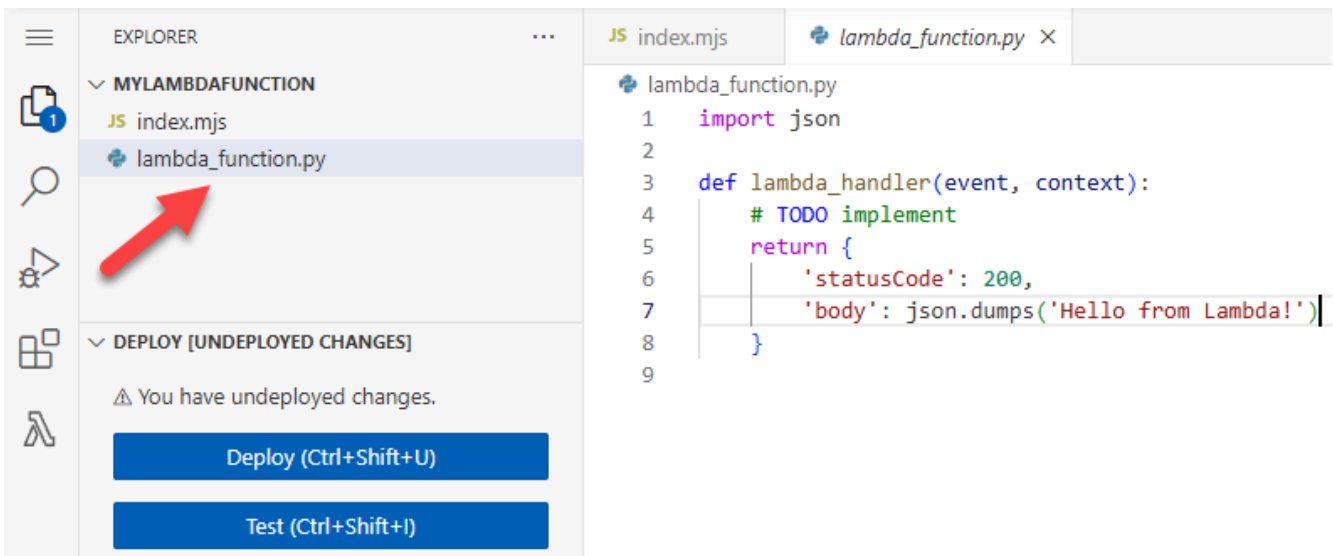 EXPLORER ...
MYLAMBDAFUNCTION
JS index.mjs
lambda_function.py
1
DEPLOY [UNDEPLOYED CHANGES]
⚠ You have undeployed changes.
Deploy (Ctrl+Shift+U)
Test (Ctrl+Shift+I)
JS index.mjs lambda_function.py ×
lambda_function.py
1 import json
2
3 def lambda_handler(event, context):
4     # TODO implement
5     return {
6         'statusCode': 200,
7         'body': json.dumps('Hello from Lambda!')
8     }
9